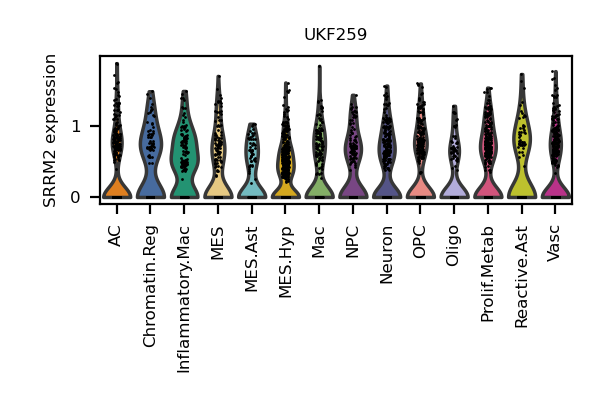 UKF259
SRRM2 expression
1
0
AC
Chromatin.Reg
Inflammatory.Mac
MES
MES.Ast
MES.Hyp
Mac
NPC
Neuron
OPC
Oligo
Prolif.Metab
Reactive.Ast
Vasc